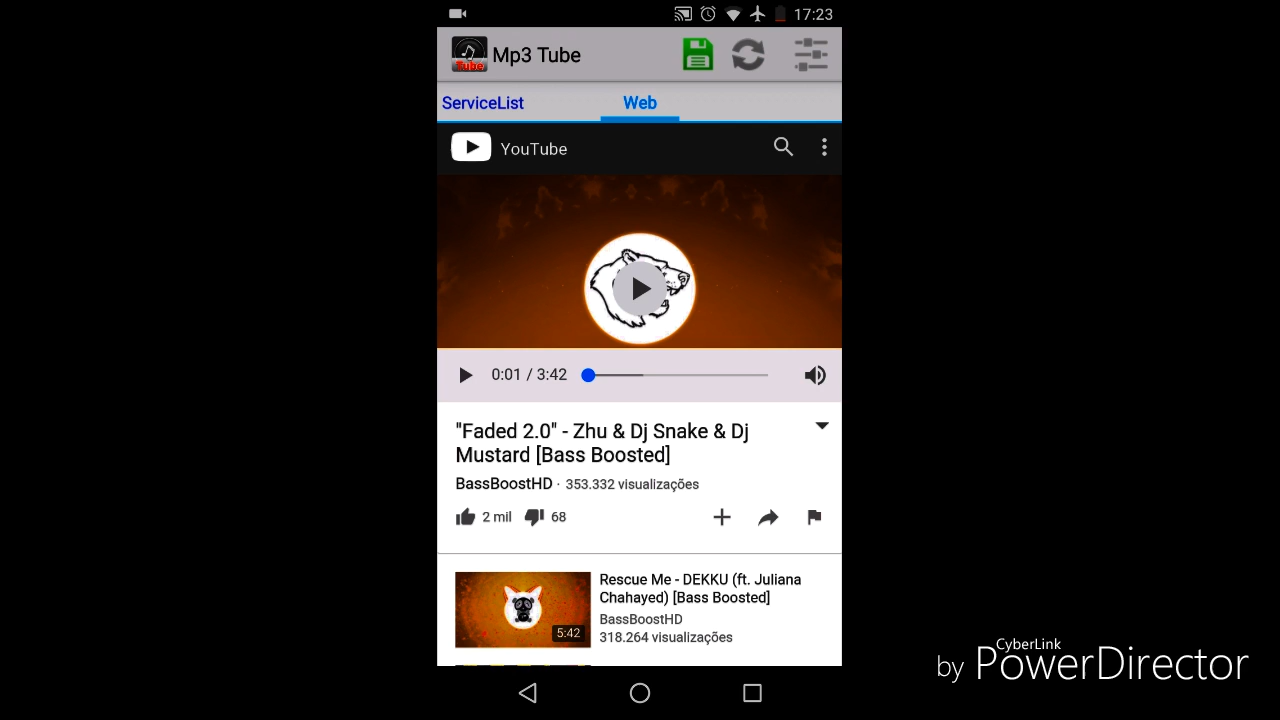 17:23
Tube
Mp3 Tube
ServiceList
Web
YouTube
0:01 / 3:42
"Faded 2.0" - Zhu & Dj Snake & Dj
Mustard [Bass Boosted]
BassBoostHD · 353.332 visualizações
2 mil
68
Rescue Me - DEKKU (ft. Juliana
Chahayed) [Bass Boosted]
BassBoostHD
318.264 visualizações
5:42
CyberLink
by PowerDirector